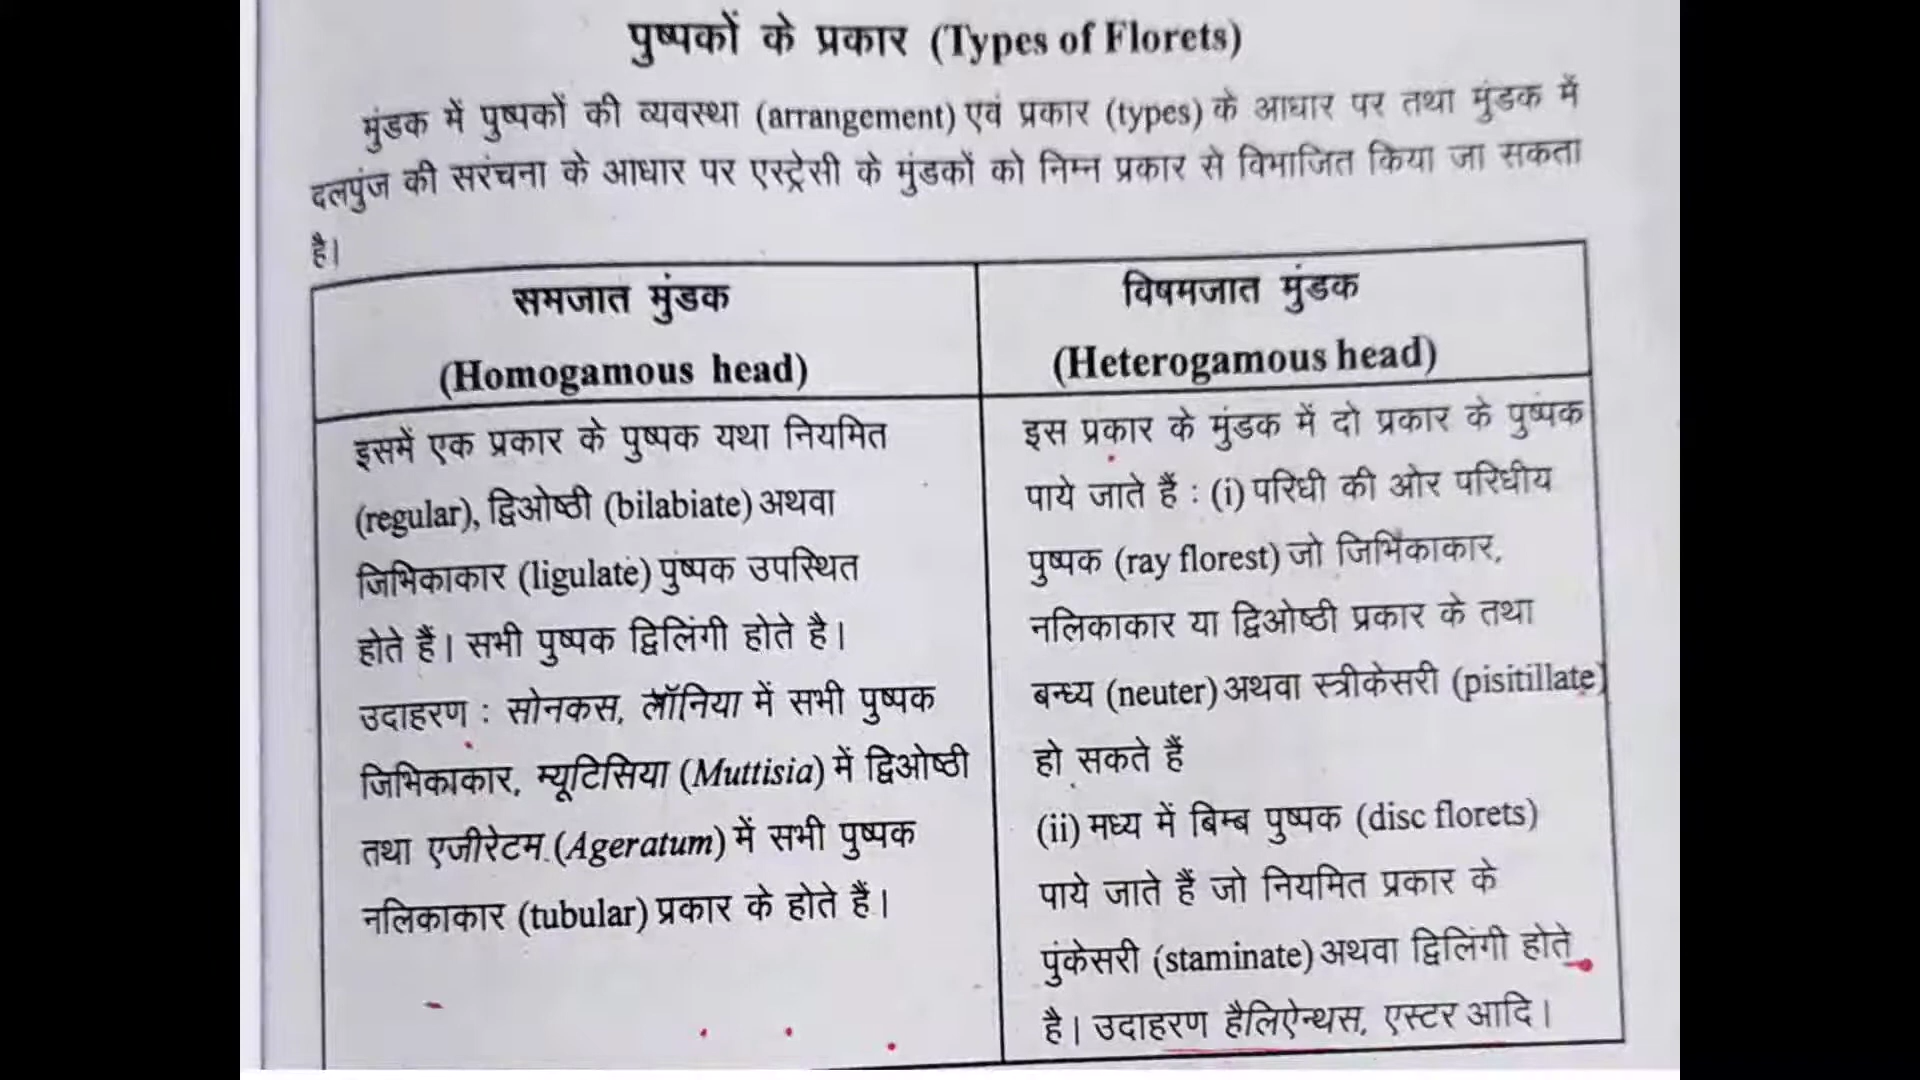 पुष्पकों के प्रकार (Types of Florets)
मुंडक में पुष्पकों की व्यवस्था (arrangement) एवं प्रकार (types) के आधार पर तथा मुंडक में
दलपुंज की सरंचना के आधार पर एस्ट्रेसी के मुंडकों को निम्न प्रकार से विभाजित किया जा सकता
है।
समजात मुंडक
(Homogamous head)
इसमें एक प्रकार के पुष्पक यथा नियमित
(regular), द्विओष्ठी (bilabiate) अथवा
जिभिकाकार (ligulate) पुष्पक उपस्थित
होते हैं। सभी पुष्पक द्विलिंगी होते है।
उदाहरण : सोनकस, लॉनिया में सभी पुष्पक
जिभिकाकार, म्यूटिसिया (Muttisia) में द्विओष्ठी
तथा एजीरेटम (Ageratum) में सभी पुष्पक
नलिकाकार (tubular) प्रकार के होते हैं।
विषमजात मुंडक
(Heterogamous head)
इस प्रकार के मुंडक में दो प्रकार के पुष्पक
पाये जाते हैं : (i) परिधी की ओर परिधीय
पुष्पक (ray florest) जो जिभिकाकार,
नलिकाकार या द्विओष्ठी प्रकार के तथा
बन्ध्य (neuter) अथवा स्त्रीकेसरी (pisitillate)
हो सकते हैं
(ii) मध्य में बिम्ब पुष्पक (disc florets)
पाये जाते हैं जो नियमित प्रकार के
पुंकेसरी (staminate) अथवा द्विलिंगी होते
है। उदाहरण हैलिऐन्थस, एस्टर आदि।